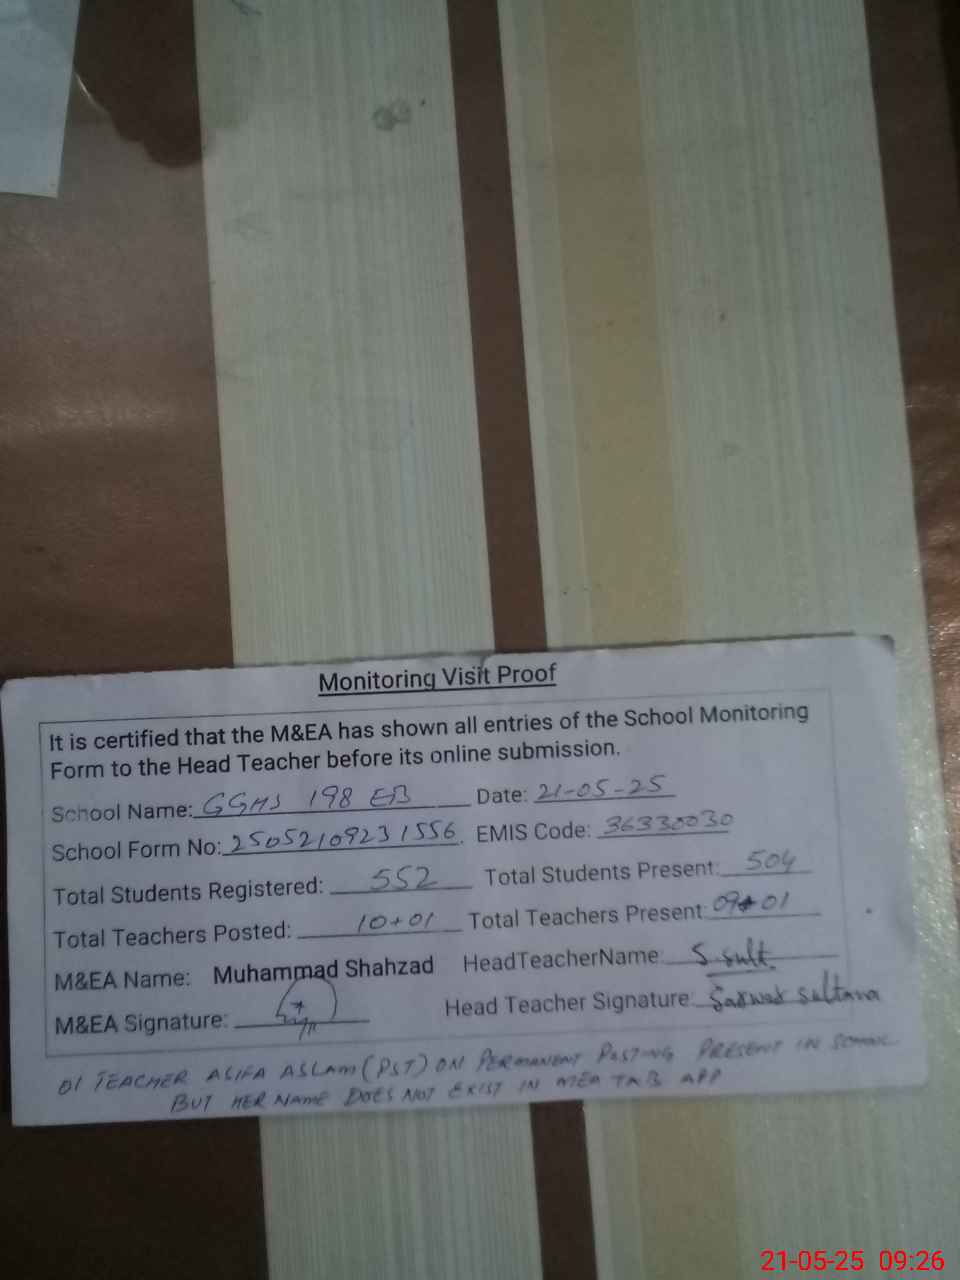 Monitoring Visit Proof
It is certified that the M&EA has shown all entries of the School Monitoring
Form to the Head Teacher before its online submission.
School Name: GGHS 198 EB Date: 21-05-25
School Form No: 25052109231556. EMIS Code: 36330030
Total Students Registered: 552 Total Students Present: 504
Total Teachers Posted: 10+01 Total Teachers Present: 09+01
M&EA Name: Muhammad Shahzad HeadTeacherName: S. Sult.
M&EA Signature: Head Teacher Signature: Sarwar Sultana
01 TEACHER ASIFA ASLAM (PST) ON PERMANENT POSTING PRESENT IN SCHOOL
BUT HER NAME DOES NOT EXIST IN MEA TAB APP
21-05-25 09:26